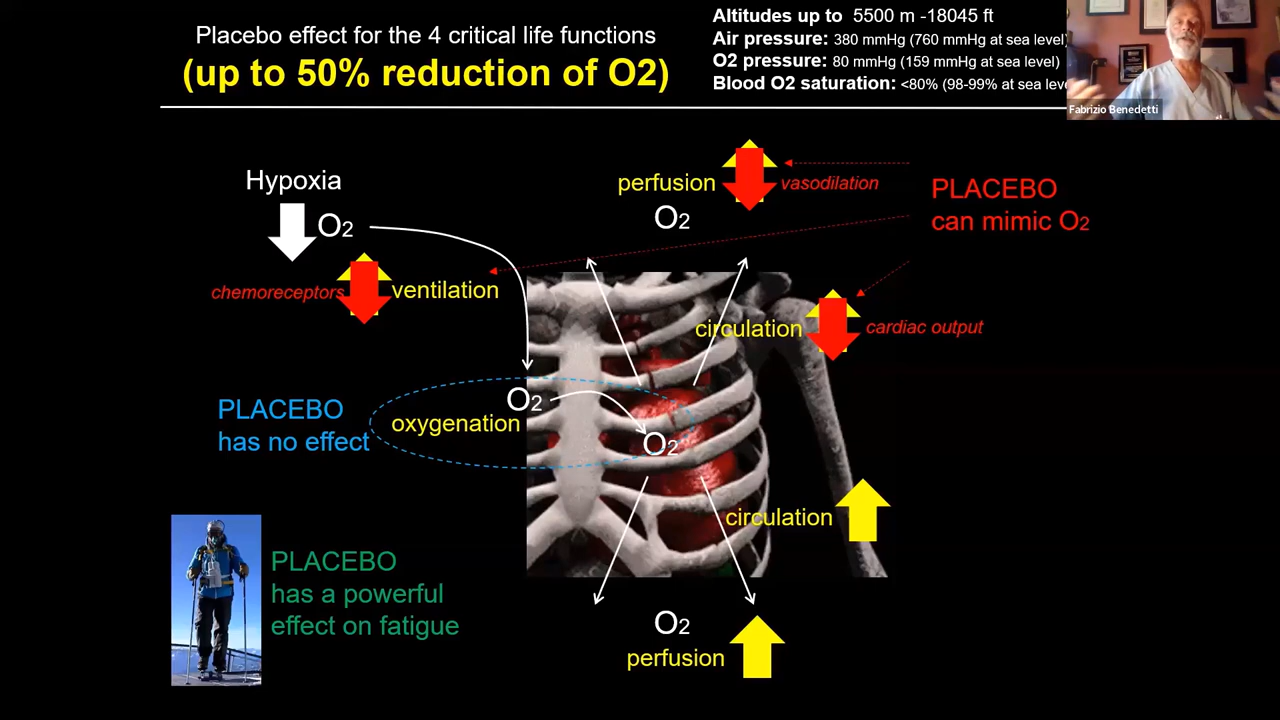 Placebo effect for the 4 critical life functions
(up to 50% reduction of O2)
Altitudes up to 5500 m -18045 ft
Air pressure: 380 mmHg (760 mmHg at sea level)
O2 pressure: 80 mmHg (159 mmHg at sea level)
Blood O2 saturation: <80% (98-99% at sea leve
Fabrizio Benedetti
Hypoxia
O2
chemoreceptors
ventilation
perfusion
vasodilation
O2
PLACEBO
can mimic O2
circulation
cardiac output
PLACEBO
has no effect
O2
oxygenation
O2
circulation
PLACEBO
has a powerful
effect on fatigue
O2
perfusion